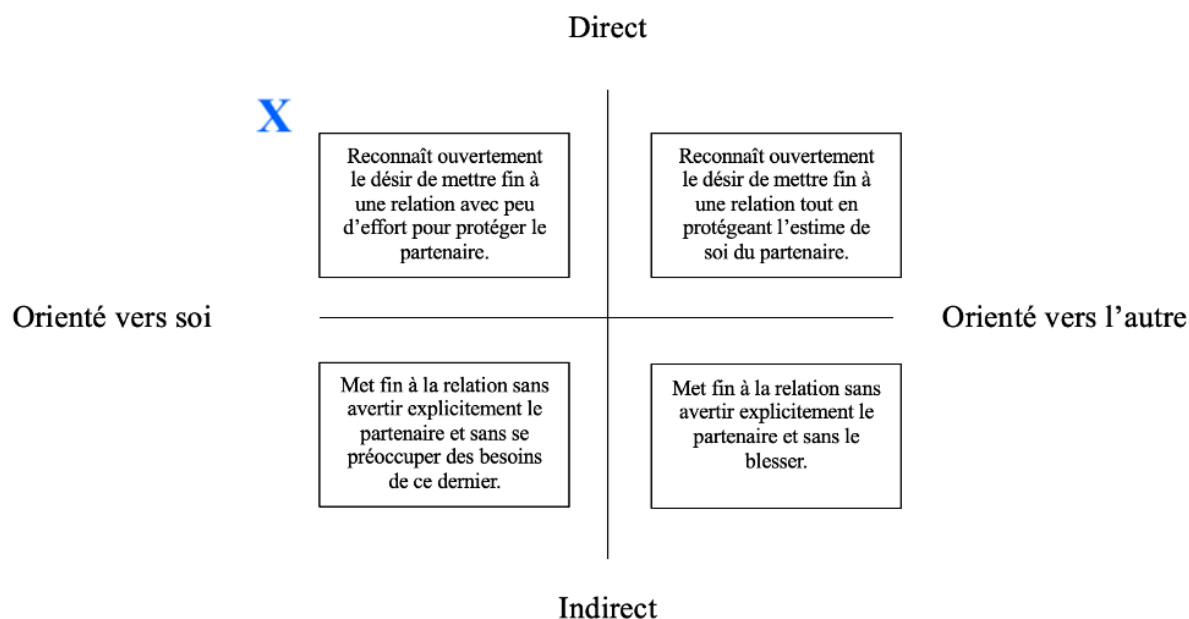 Direct
X
Reconnaît ouvertement
le désir de mettre fin à
une relation avec peu
d’effort pour protéger le
partenaire.
Reconnaît ouvertement
le désir de mettre fin à
une relation tout en
protégeant l’estime de
soi du partenaire.
Orienté vers soi
Orienté vers l’autre
Met fin à la relation sans
avertir explicitement le
partenaire et sans se
préoccuper des besoins
de ce dernier.
Met fin à la relation sans
avertir explicitement le
partenaire et sans le
blesser.
Indirect